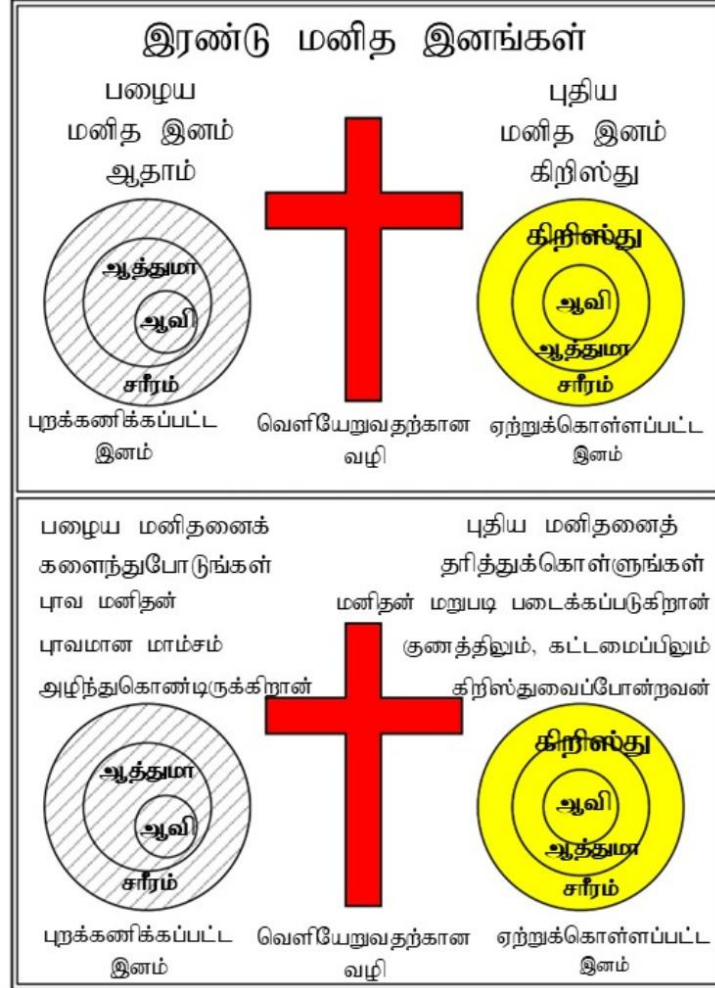 இரண்டு மனித இனங்கள்
பழைய
மனித இனம்
ஆதாம்
புதிய
மனித இனம்
கிறிஸ்து
ஆத்துமா
ஆவி
சரீரம்
கிறிஸ்து
ஆவி
ஆத்துமா
சரீரம்
புறக்கணிக்கப்பட்ட
இனம்
வெளியேறுவதற்கான
வழி
ஏற்றுக்கொள்ளப்பட்ட
இனம்
பழைய மனிதனைக்
களைந்துபோடுங்கள்
பாவ மனிதன்
பாவமான மாம்சம்
அழிந்துகொண்டிருக்கிறான்
புதிய மனிதனைத்
தரித்துக்கொள்ளுங்கள்
மனிதன் மறுபடி படைக்கப்படுகிறான்
குணத்திலும், கட்டமைப்பிலும்
கிறிஸ்துவைப்போன்றவன்
ஆத்துமா
ஆவி
சரீரம்
கிறிஸ்து
ஆவி
ஆத்துமா
சரீரம்
புறக்கணிக்கப்பட்ட
இனம்
வெளியேறுவதற்கான
வழி
ஏற்றுக்கொள்ளப்பட்ட
இனம்